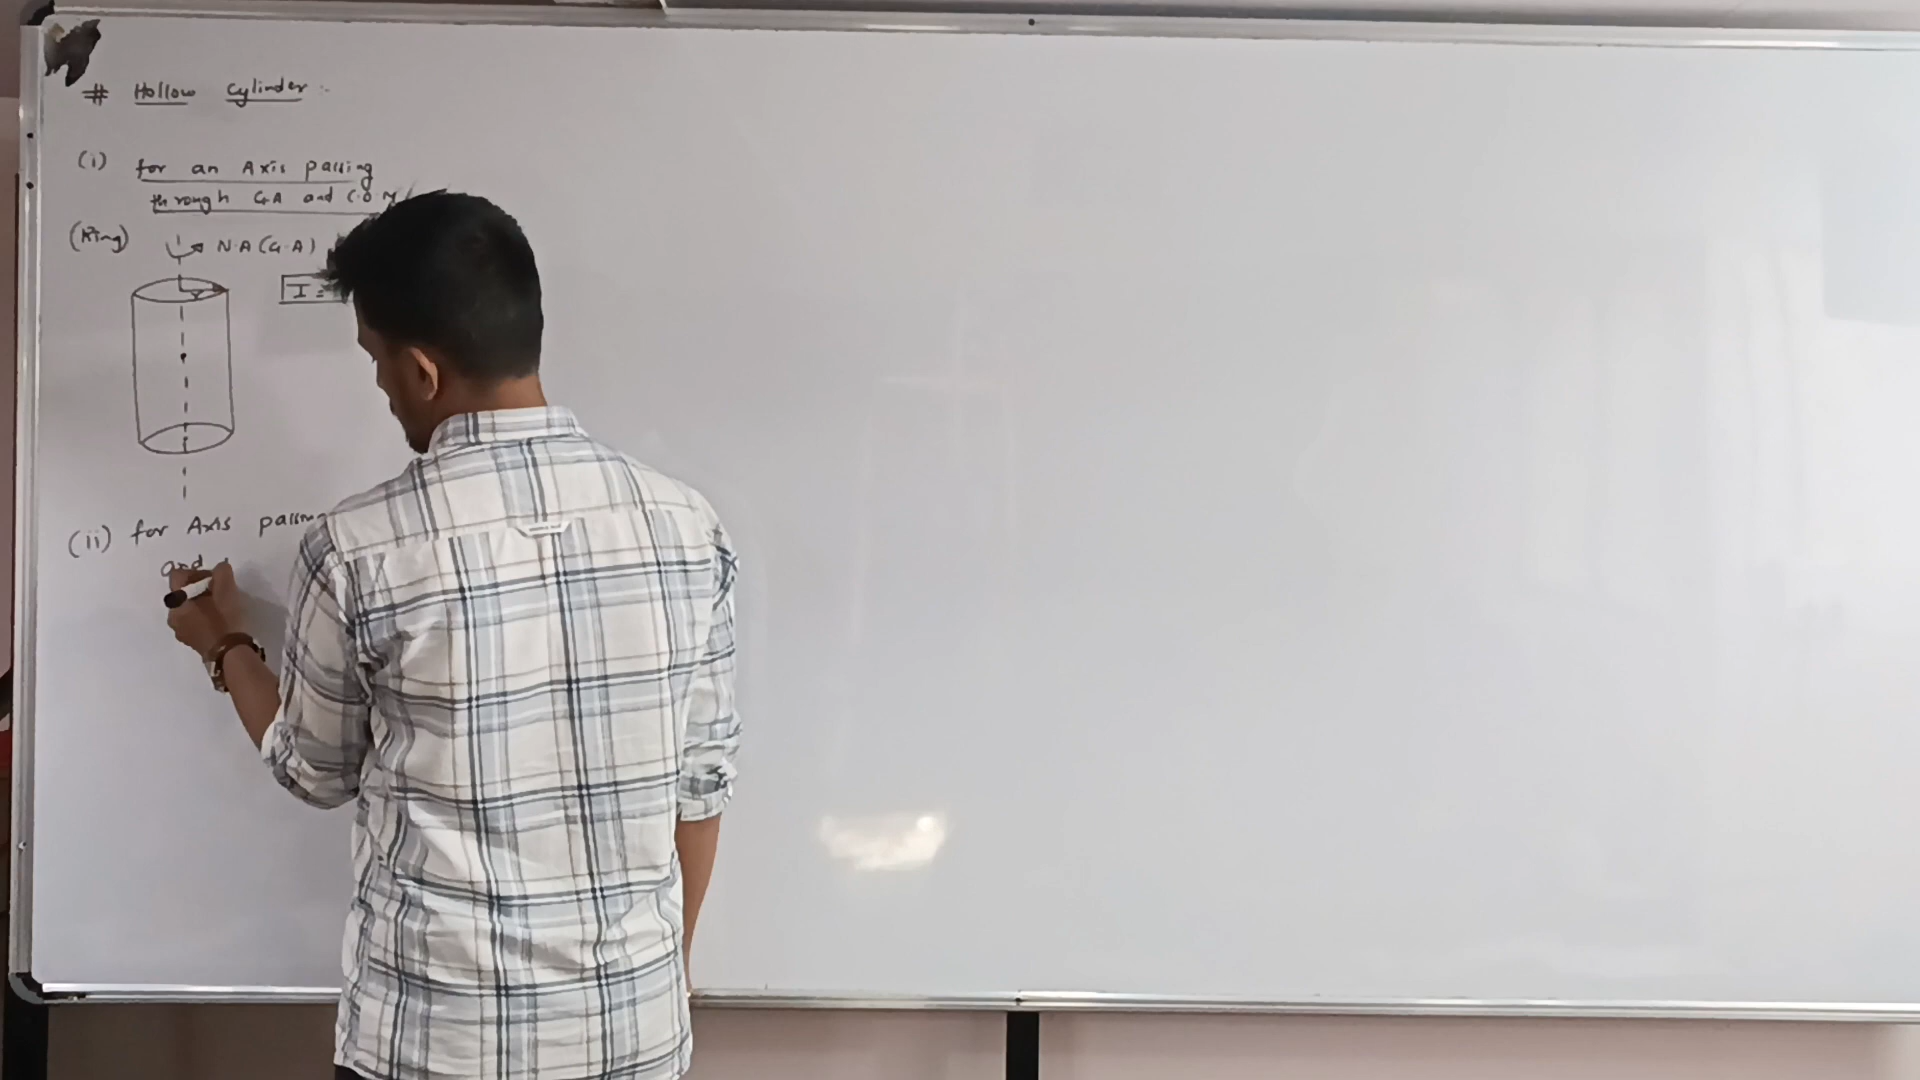 # Hollow Cylinder :-
(i) for an Axis passing
through G.A and C.O.M
(Ring)
N.A (G.A)
r
I =
(ii) for Axis passing
and